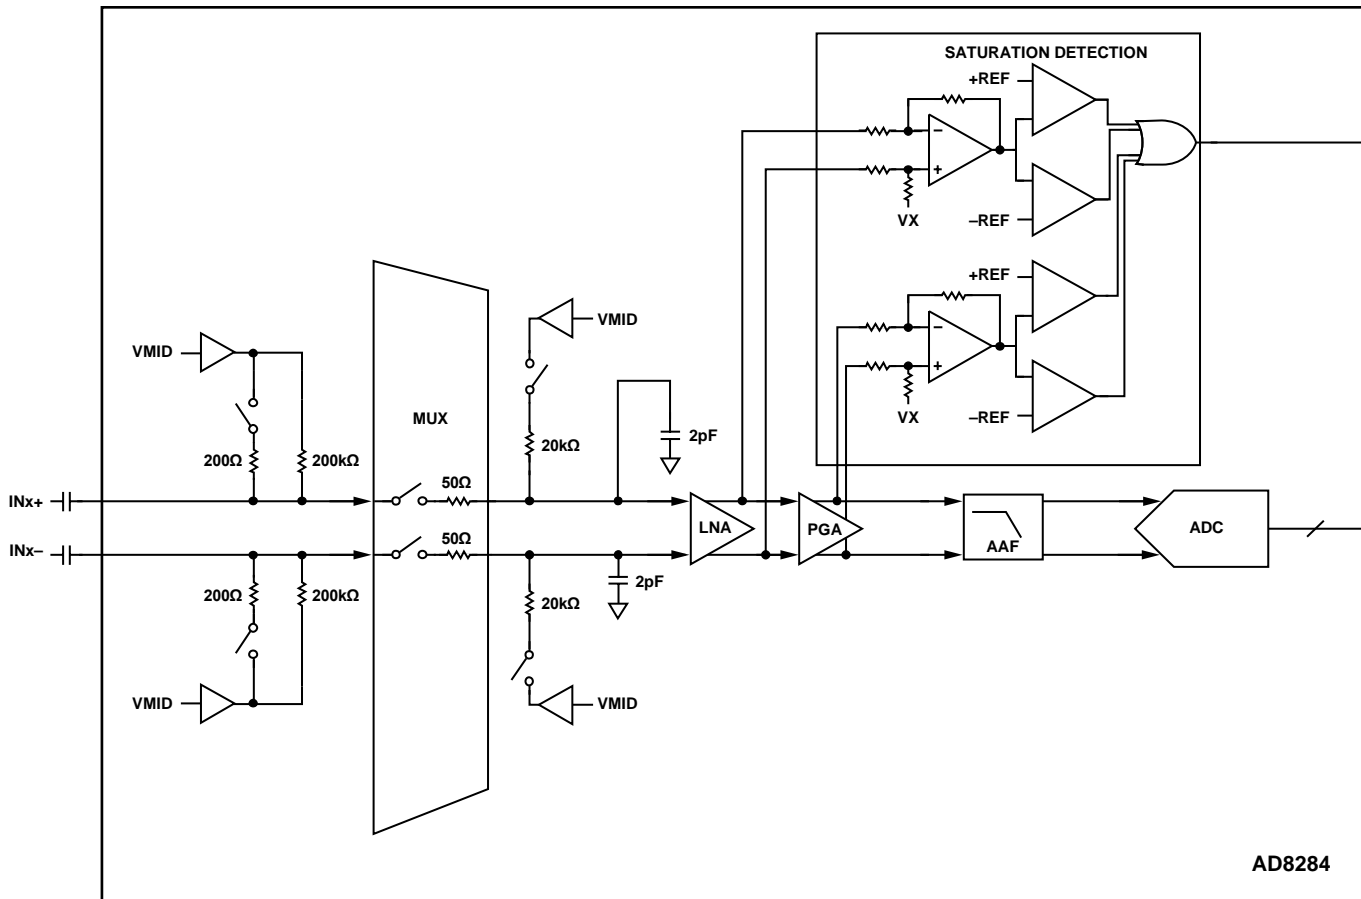 SATURATION DETECTION
+REF
−
+
VX
−REF
+REF
−
+
VX
−REF
VMID
VMID
MUX
200Ω
200kΩ
20kΩ
2pF
50Ω
INx+
LNA
PGA
AAF
ADC
INx−
50Ω
200Ω
200kΩ
20kΩ
2pF
VMID
VMID
AD8284